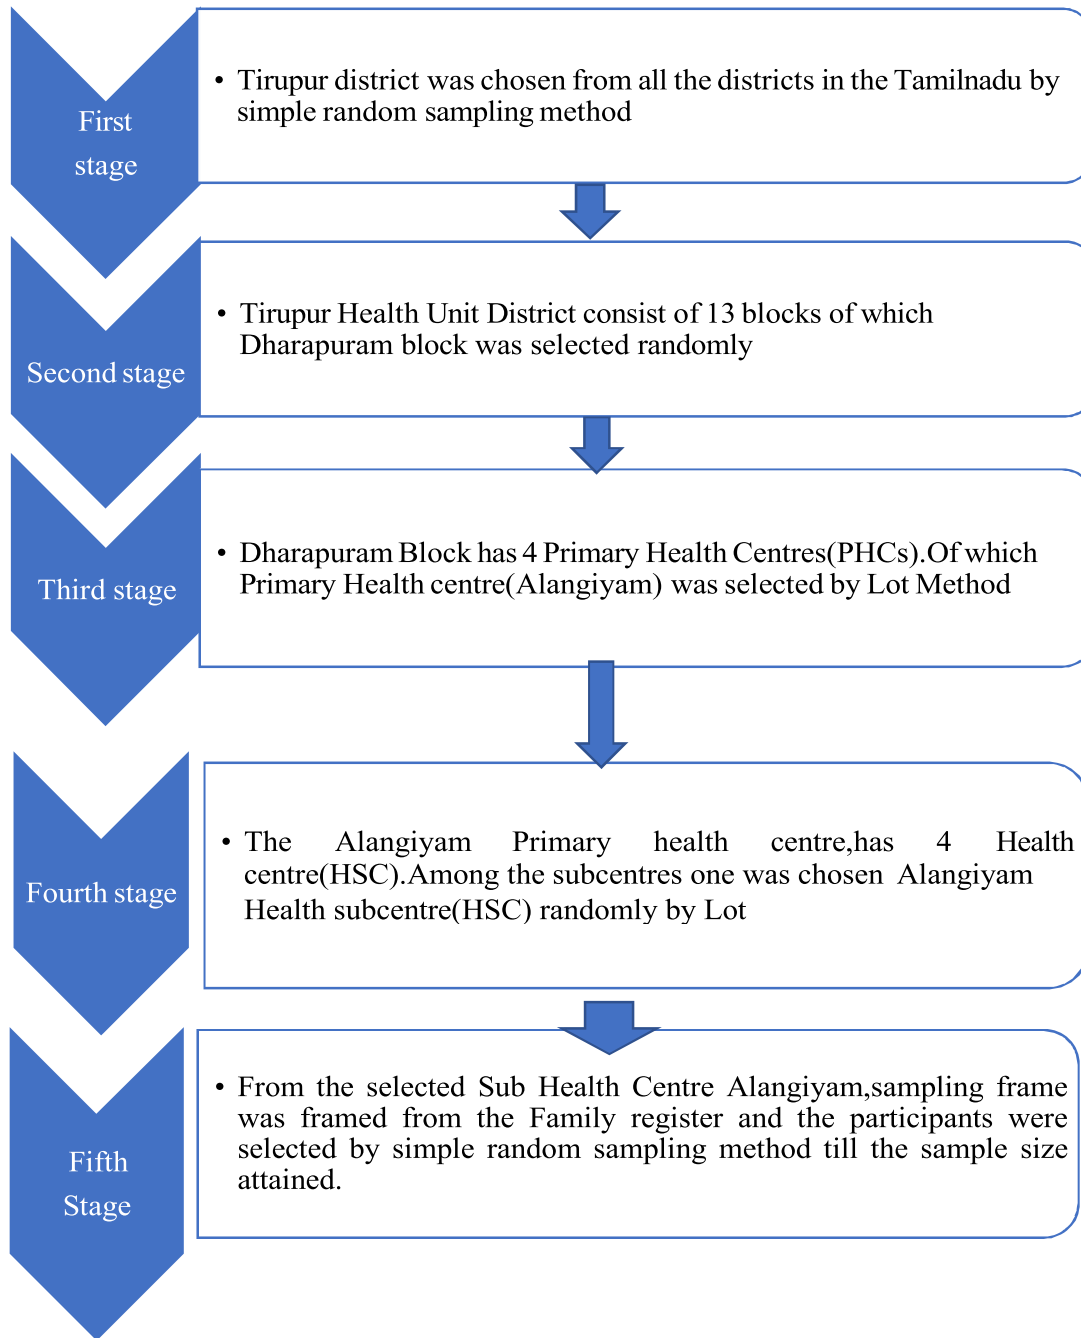 First
stage
• Tirupur district was chosen from all the districts in the Tamilnadu by
simple random sampling method
Second stage
• Tirupur Health Unit District consist of 13 blocks of which
Dharapuram block was selected randomly
Third stage
• Dharapuram Block has 4 Primary Health Centres(PHCs).Of which
Primary Health centre(Alangiyam) was selected by Lot Method
Fourth stage
• The Alangiyam Primary health centre,has 4 Health
centre(HSC).Among the subcentres one was chosen Alangiyam
Health subcentre(HSC) randomly by Lot
Fifth
Stage
• From the selected Sub Health Centre Alangiyam,sampling frame
was framed from the Family register and the participants were
selected by simple random sampling method till the sample size
attained.